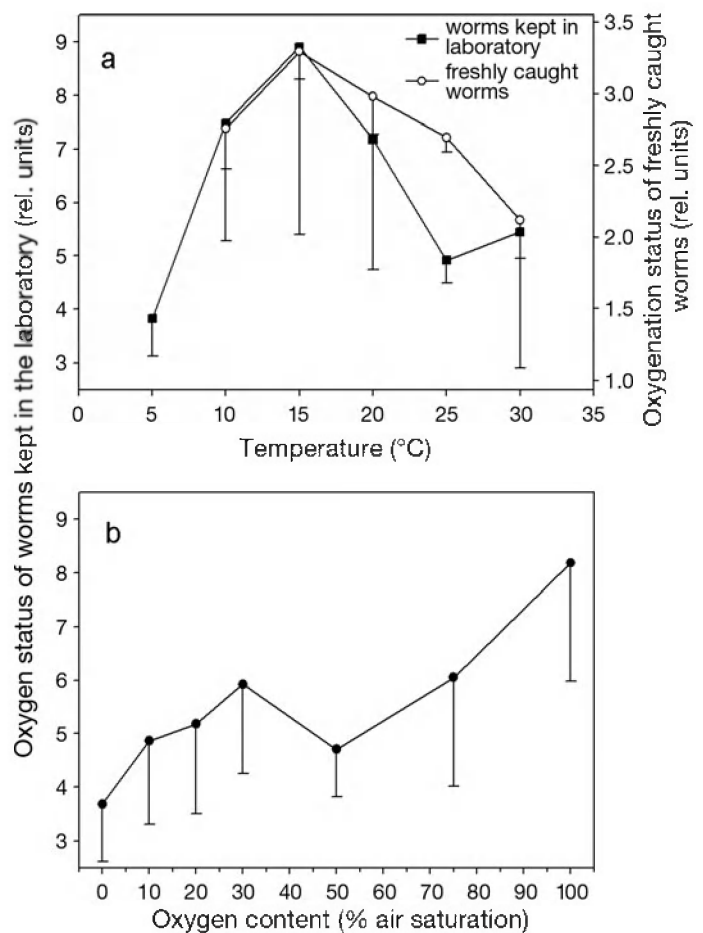 Oxygen status of worms kept in the laboratory (rel. units)
a
9
8
7
6
5
4
3
worms kept in
laboratory
freshly caught
worms
3.5
3.0
2.5
2.0
1.5
1.0
Oxygenation status of freshly caught
worms (rel. units)
0 5 10 15 20 25 30 35
Temperature (°C)
b
9
8
7
6
5
4
3
0 10 20 30 40 50 60 70 80 90 100
Oxygen content (% air saturation)